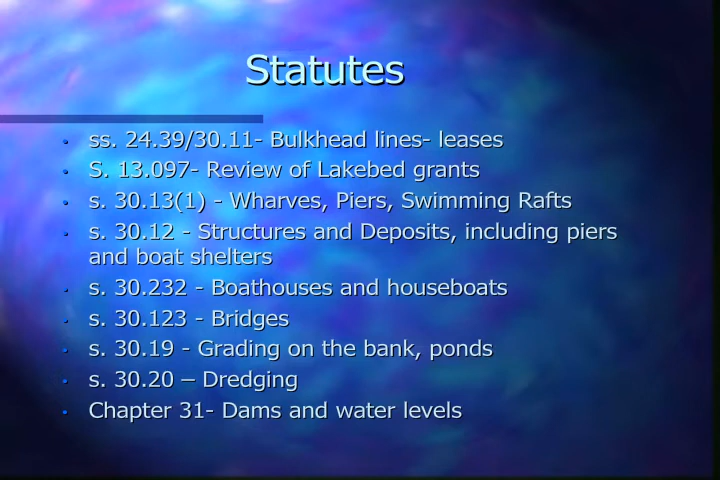 Statutes
• ss. 24.39/30.11- Bulkhead lines- leases
• S. 13.097- Review of Lakebed grants
• s. 30.13(1) - Wharves, Piers, Swimming Rafts
• s. 30.12 - Structures and Deposits, including piers
and boat shelters
• s. 30.232 - Boathouses and houseboats
• s. 30.123 - Bridges
• s. 30.19 - Grading on the bank, ponds
• s. 30.20 – Dredging
• Chapter 31- Dams and water levels